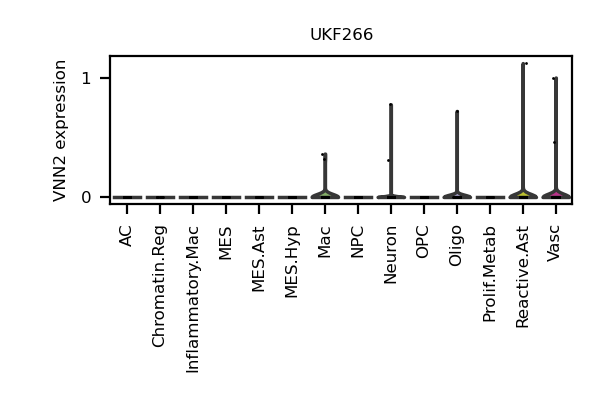 UKF266
VNN2 expression
1
0
AC
Chromatin.Reg
Inflammatory.Mac
MES
MES.Ast
MES.Hyp
Mac
NPC
Neuron
OPC
Oligo
Prolif.Metab
Reactive.Ast
Vasc